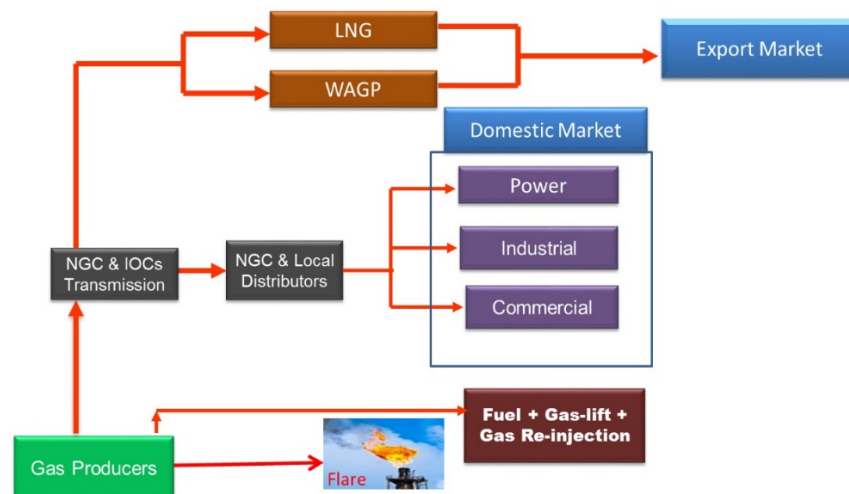 LNG
WAGP
Export Market
Domestic Market
Power
Industrial
Commercial
NGC & IOCs
Transmission
NGC & Local
Distributors
Fuel + Gas-lift +
Gas Re-injection
Gas Producers
Flare